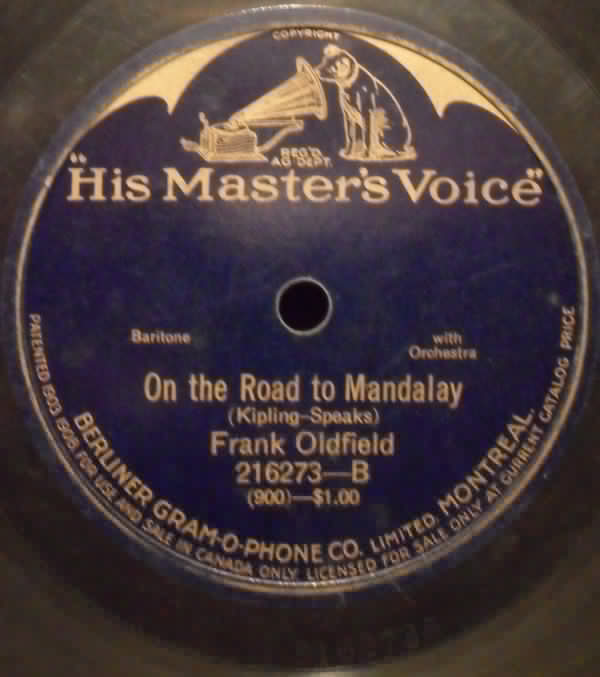 COPYRIGHT
REG'D.
AG DEPT.
"His Master's Voice"
Baritone
with
Orchestra
On the Road to Mandalay
(Kipling-Speaks)
Frank Oldfield
216273—B
(900)—$1.00
BERLINER GRAM-O-PHONE CO. LIMITED, MONTREAL.
PATENTED 1903 1908 FOR USE AND SALE IN CANADA ONLY LICENSED FOR SALE ONLY AT CURRENT CATALOG PRICE